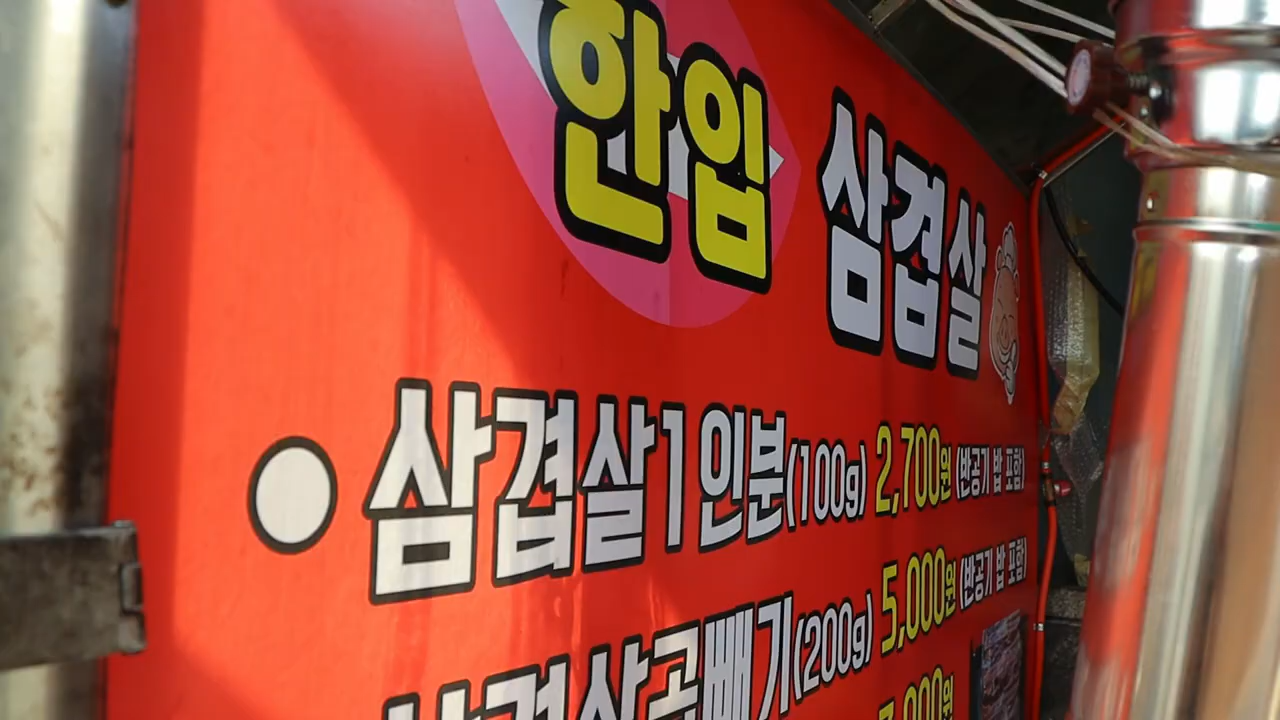 한입 삼겹살
삼겹살 1인분(100g) 2,700원 (반공기 밥 포함)
삼겹살곱빼기(200g) 5,000원 (반공기 밥 포함)